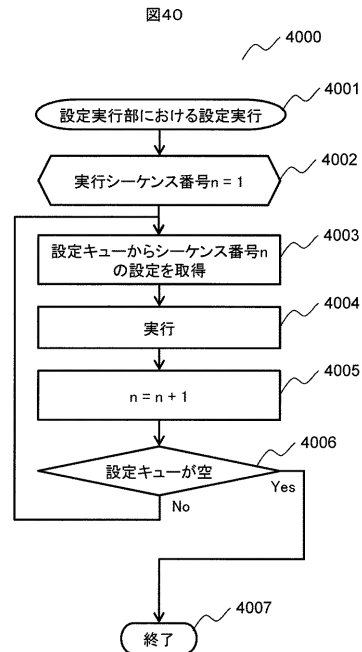 図40
4000
4001
設定実行部における設定実行
4002
実行シーケンス番号n = 1
4003
設定キューからシーケンス番号n
の設定を取得
4004
実行
4005
n = n + 1
4006
設定キューが空
Yes
No
4007
終了